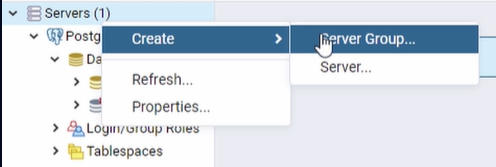 Servers (1)
Create
Server Group...
Server...
Refresh...
Properties...
Login/Group Roles
Tablespaces